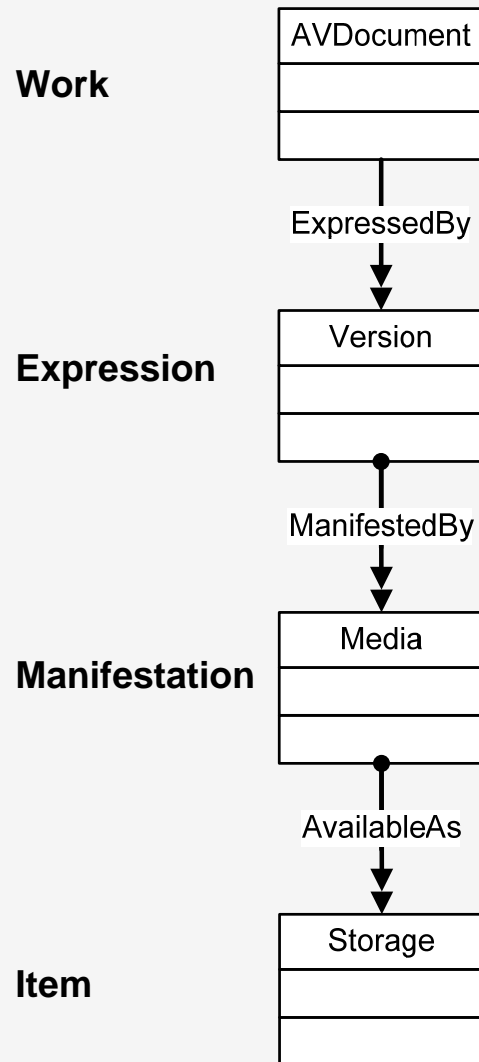 AVDocument
Work
ExpressedBy
Version
Expression
ManifestedBy
Media
Manifestation
AvailableAs
Storage
Item